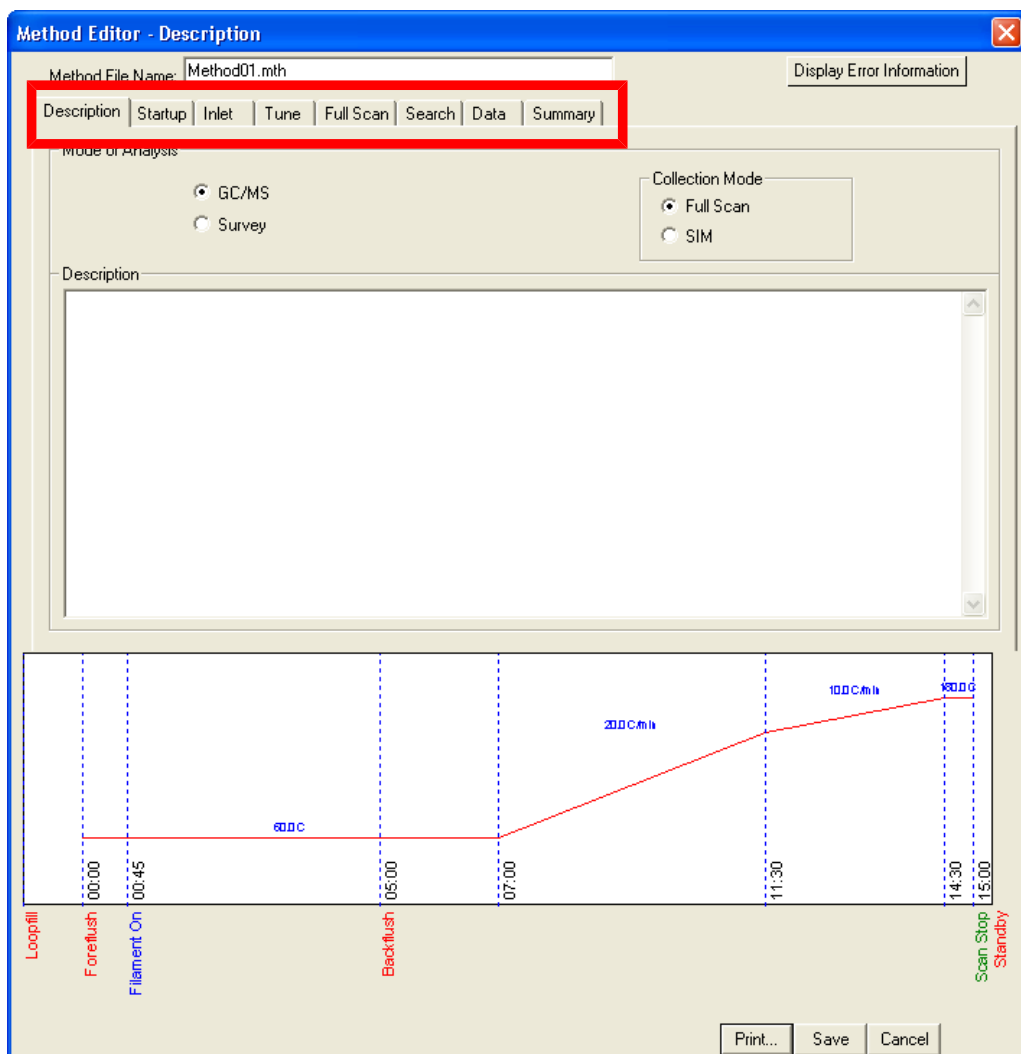 Method Editor - Description
Method File Name: Method01.mth
Display Error Information
Description Startup Inlet Tune Full Scan Search Data Summary
Mode of Analysis
GC/MS
Survey
Collection Mode
Full Scan
SIM
Description
10.0 C/min
180.0 C
20.0 C/min
60.0 C
00:00
00:45
05:00
07:00
11:30
14:30
15:00
Loopfill
Foreflush
Filament On
Backflush
Scan Stop
Standby
Print... Save Cancel